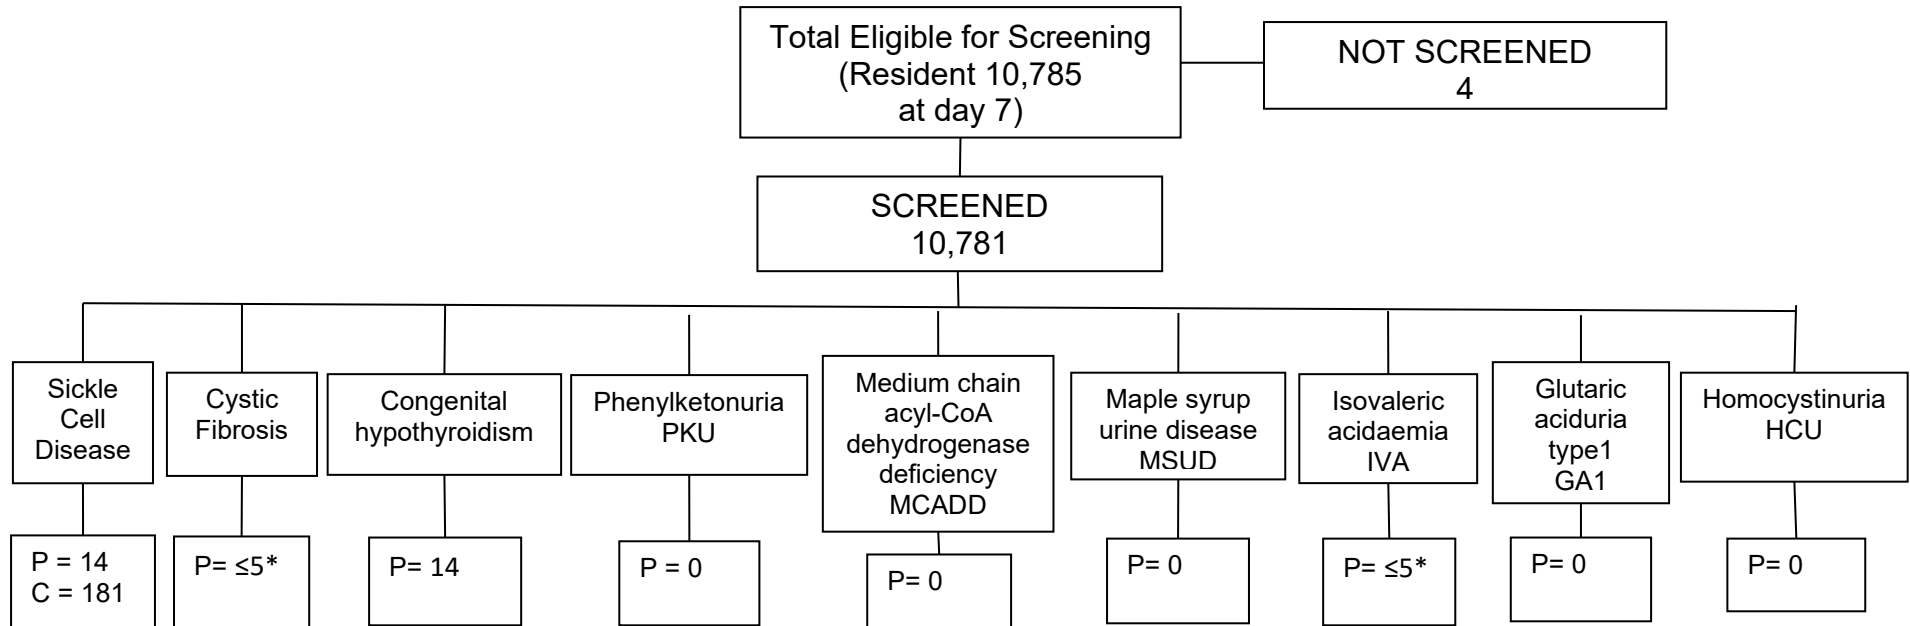 Total Eligible for Screening
(Resident 10,785
at day 7)
NOT SCREENED
4
SCREENED
10,781
Sickle
Cell
Disease
Cystic
Fibrosis
Congenital
hypothyroidism
Phenylketonuria
PKU
Medium chain
acyl-CoA
dehydrogenase
deficiency
MCADD
Maple syrup
urine disease
MSUD
Isovaleric
acidaemia
IVA
Glutaric
aciduria
type1
GA1
Homocystinuria
HCU
P = 14
C = 181
P= ≤5*
P= 14
P = 0
P= 0
P= 0
P= ≤5*
P= 0
P= 0